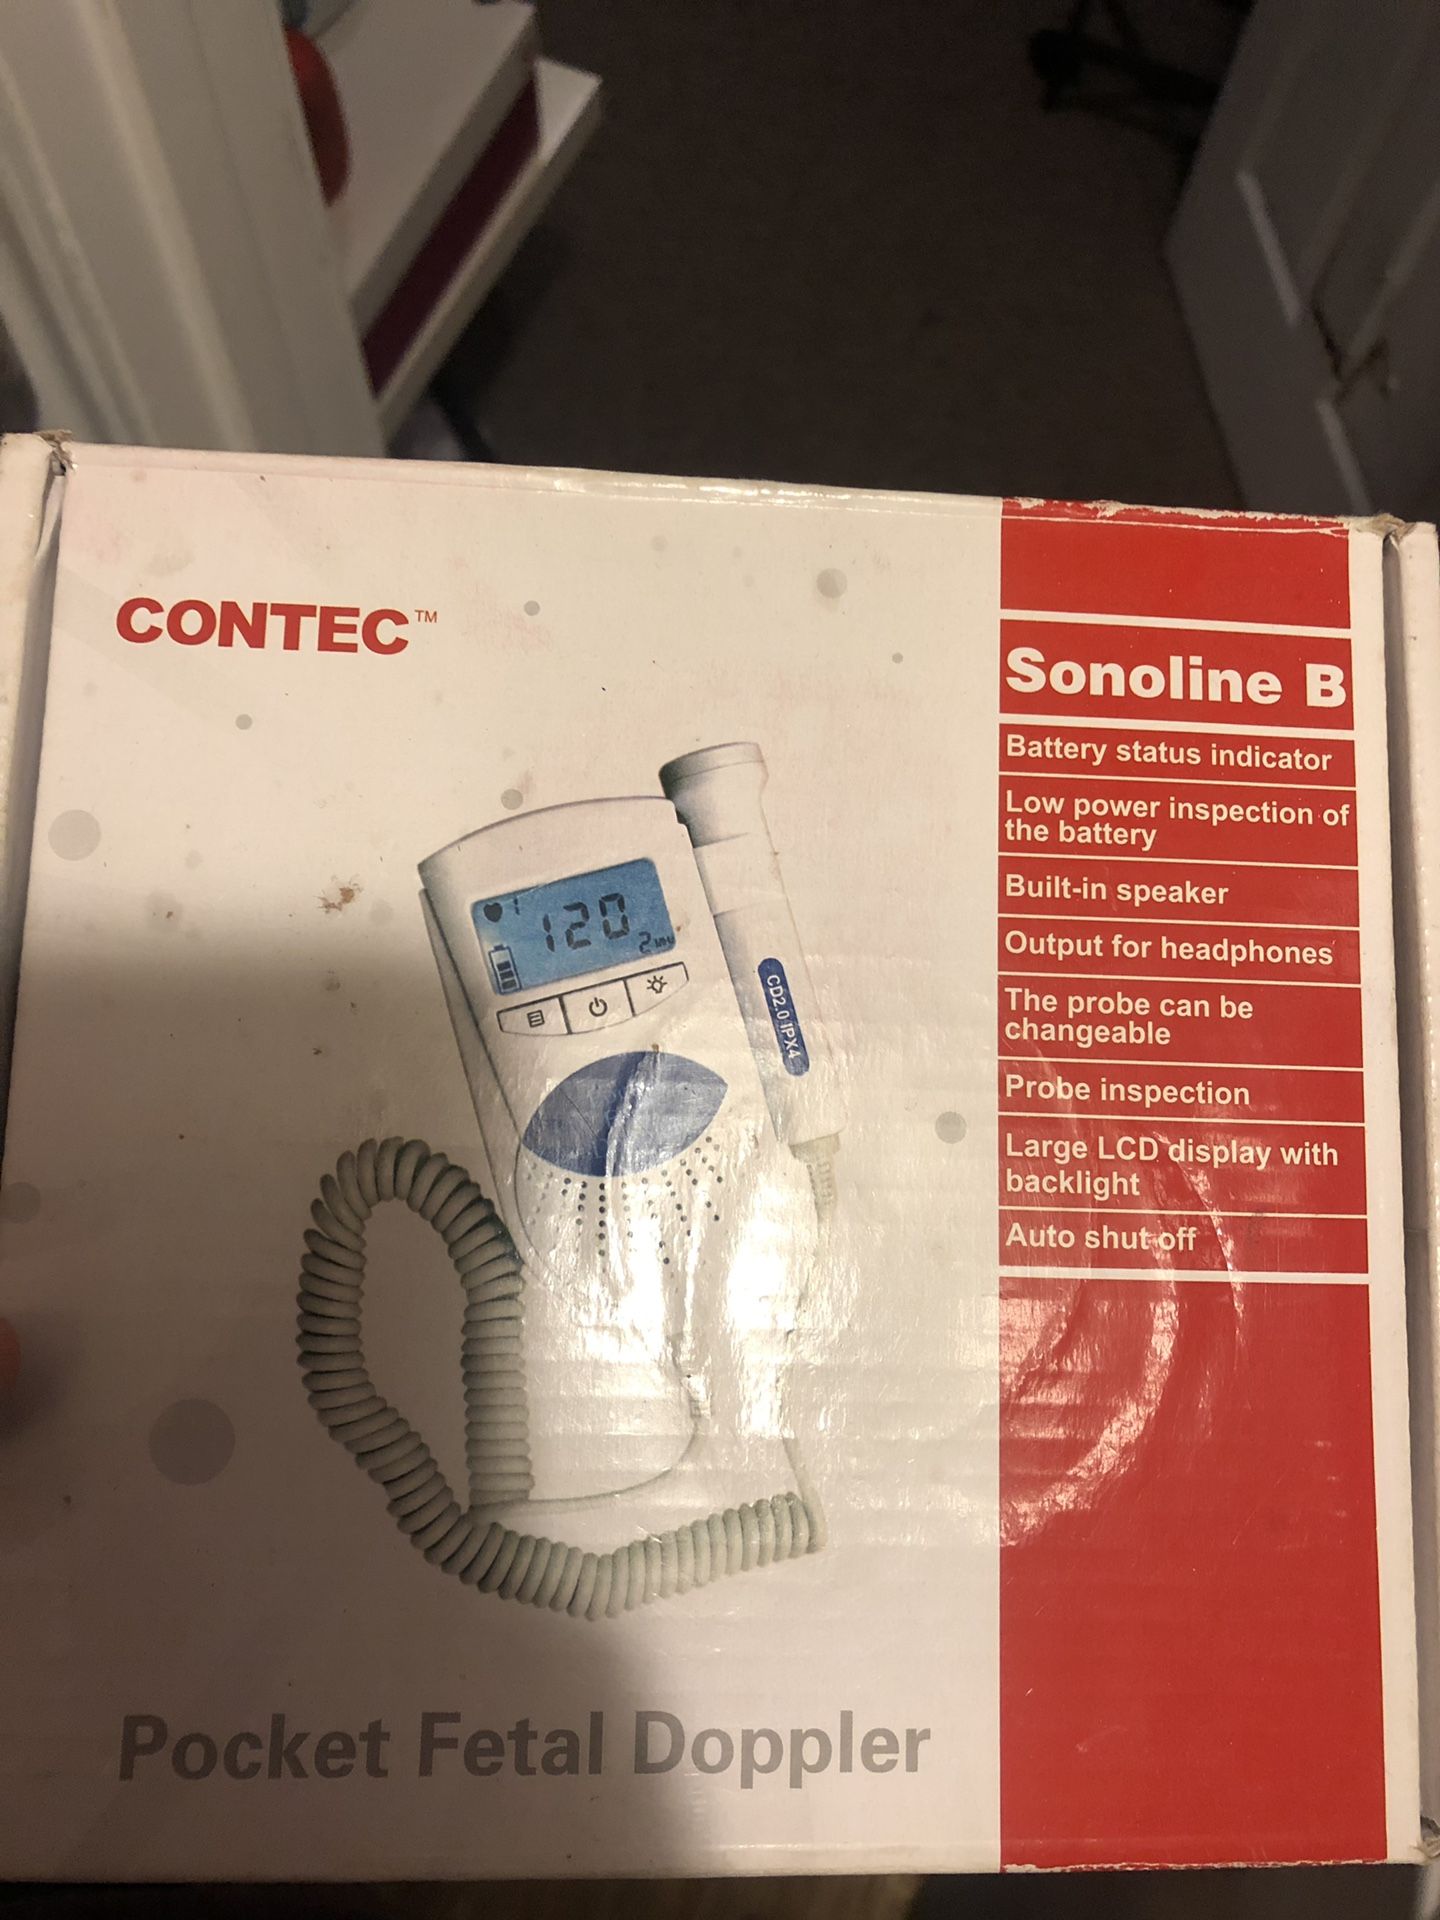 CONTEC™
Sonoline B
Battery status indicator
Low power inspection of
the battery
Built-in speaker
Output for headphones
The probe can be
changeable
Probe inspection
Large LCD display with
backlight
Auto shut off
1
120
2
CD2.0 IPX4
Pocket Fetal Doppler